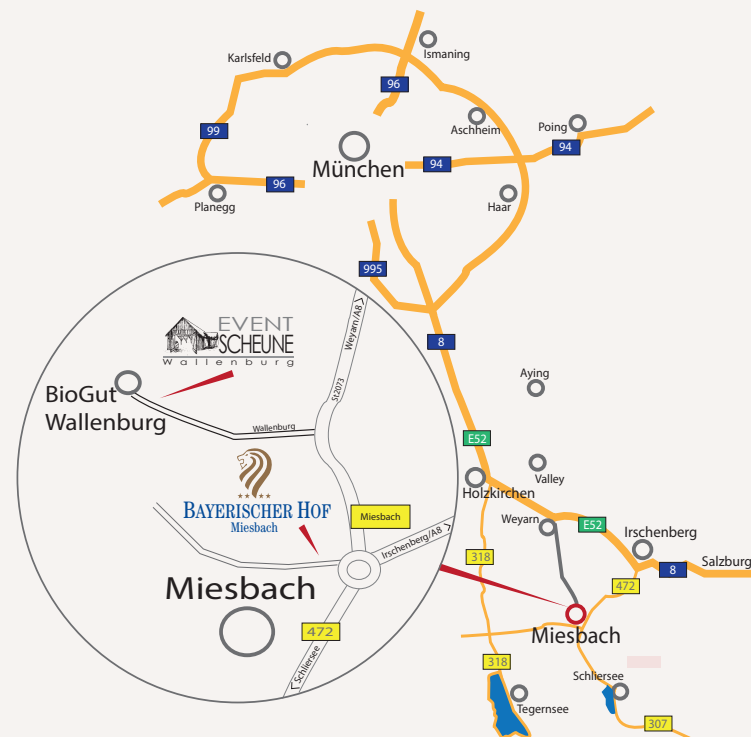 Ismaning
Karlsfeld
96
99
Aschheim
Poing
94
München
94
96
Planegg
Haar
995
8
EVENT
SCHEUNE
Wallenburg
Weyarn/A8
St2073
BioGut
Wallenburg
Wallenburg
Aying
E52
Valley
Holzkirchen
BAYERISCHER HOF
Miesbach
Miesbach
Weyarn
E52
Irschenberg
Irschenberg/A8
Salzburg
318
8
472
Miesbach
472
Miesbach
Schliersee
318
Schliersee
Tegernsee
307